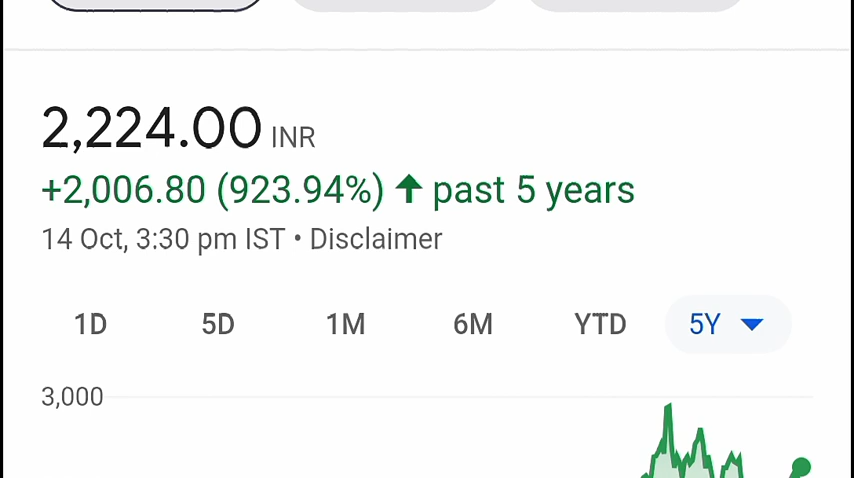 2,224.00 INR
+2,006.80 (923.94%) ↑ past 5 years
14 Oct, 3:30 pm IST • Disclaimer
1D 5D 1M 6M YTD 5Y
3,000